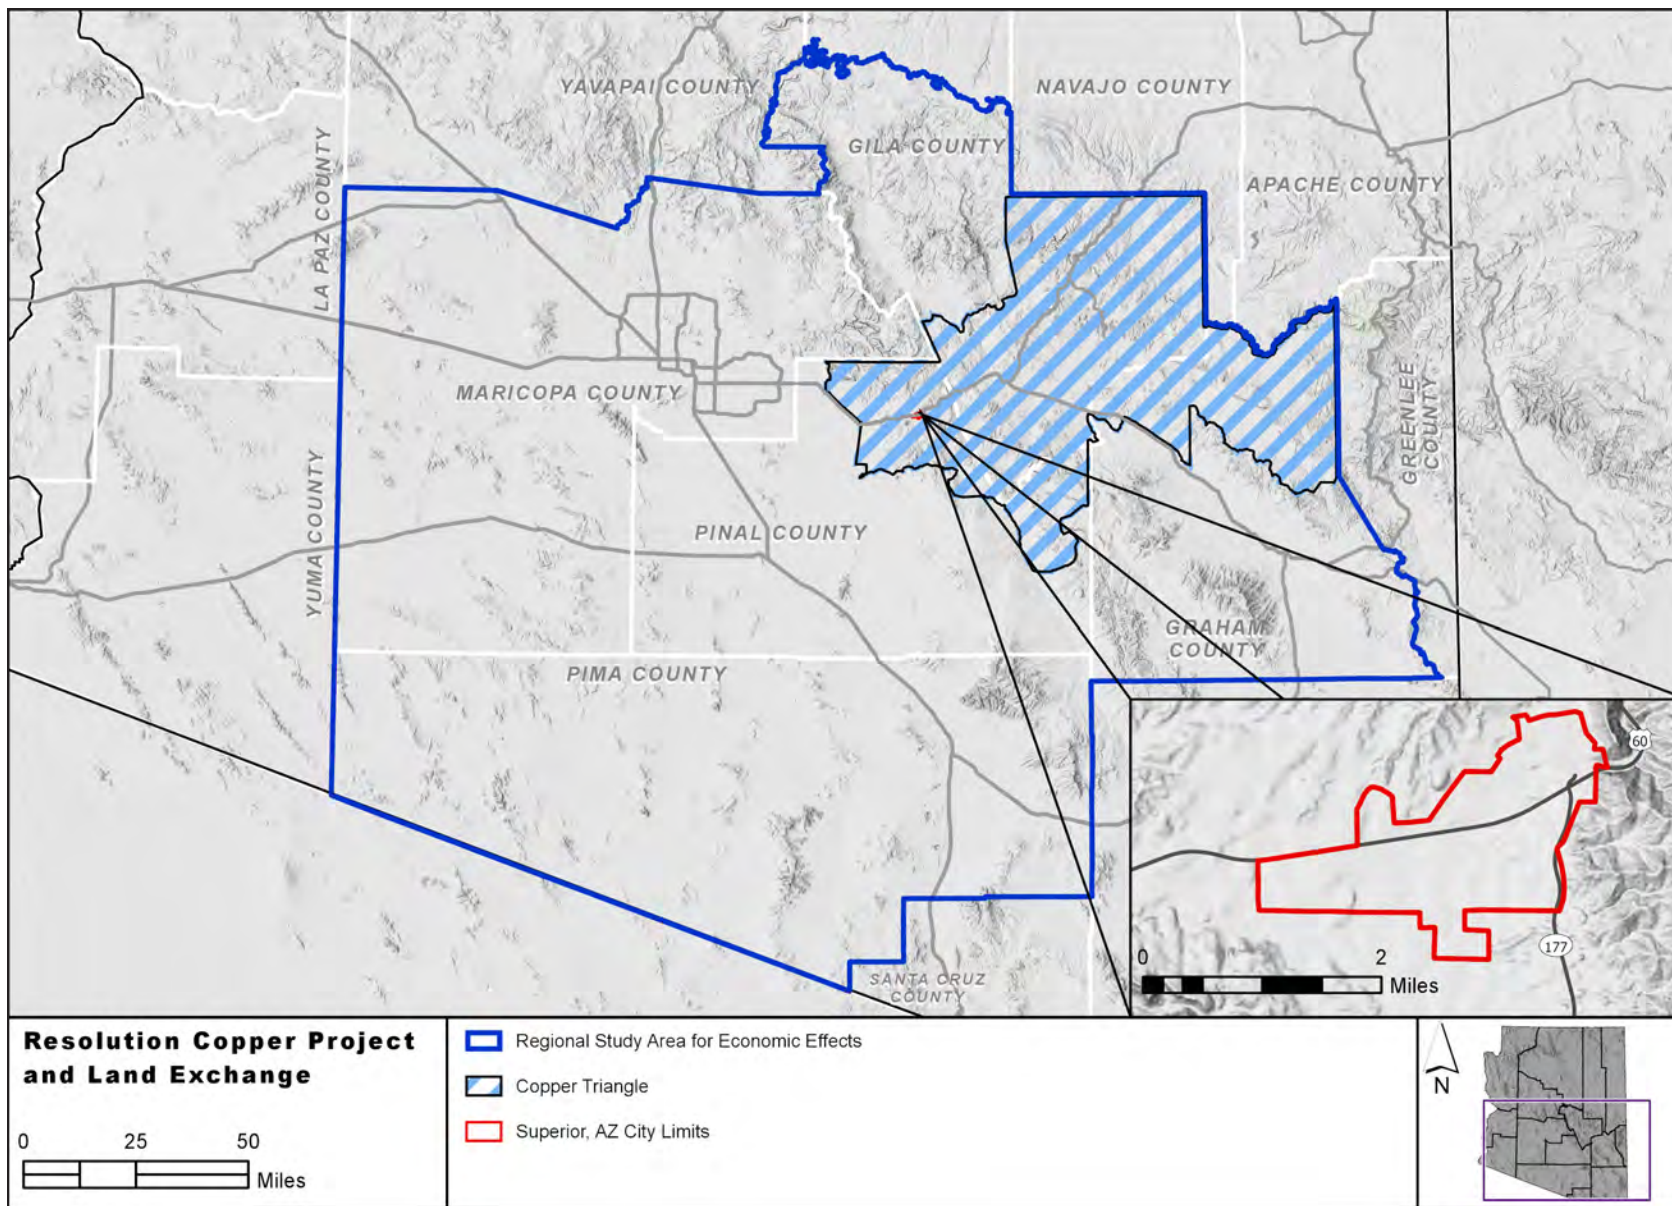 YAVAPAI COUNTY
NAVAJO COUNTY
GILA COUNTY
LA PAZ COUNTY
APACHE COUNTY
MARICOPA COUNTY
GREENLEE
COUNTY
YUMA COUNTY
PINAL COUNTY
GRAHAM
COUNTY
PIMA COUNTY
SANTA CRUZ
COUNTY
60
177
0 2
Miles
Resolution Copper Project
and Land Exchange
0 25 50
Miles
Regional Study Area for Economic Effects
Copper Triangle
Superior, AZ City Limits
N